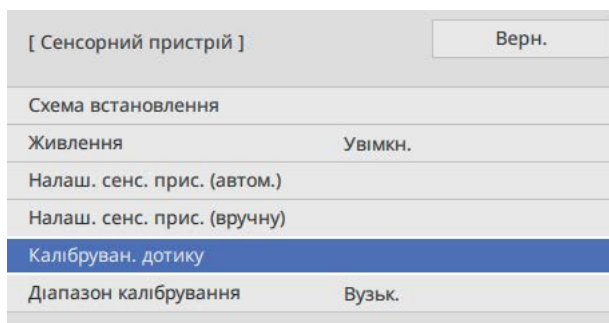 [ Сенсорний пристрій ] Верн.
Схема встановлення
Живлення Увімкн.
Налаш. сенс. прис. (автом.)
Налаш. сенс. прис. (вручну)
Калібруван. дотику
Діапазон калібрування Вузьк.